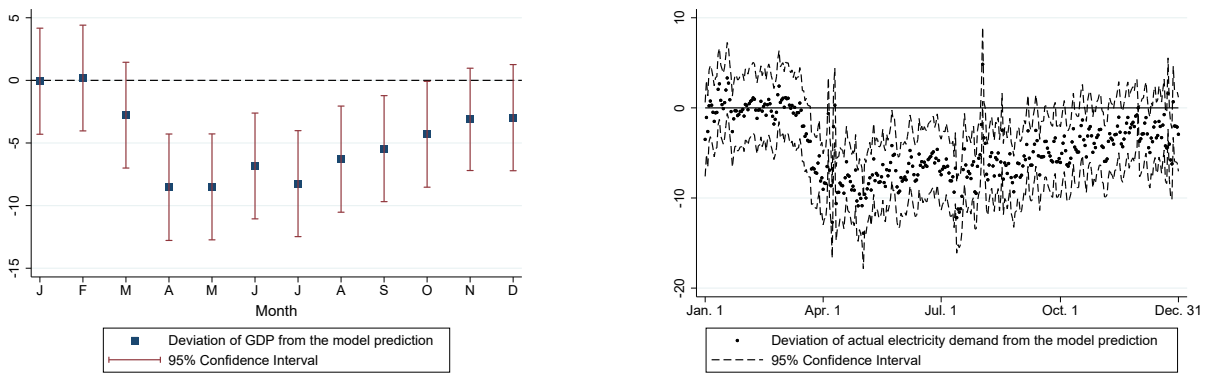 5
0
-5
-10
-15
J F M A M J J A S O N D
Month
Deviation of GDP from the model prediction
95% Confidence Interval
10
0
-10
-20
Jan. 1 Apr. 1 Jul. 1 Oct. 1 Dec. 31
Deviation of actual electricity demand from the model prediction
95% Confidence Interval